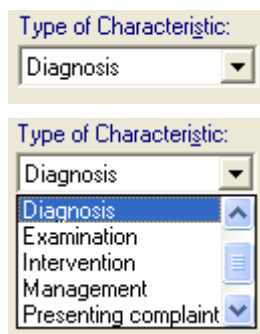 Type of Characteristic:
Diagnosis
Type of Characteristic:
Diagnosis
Diagnosis
Examination
Intervention
Management
Presenting complaint